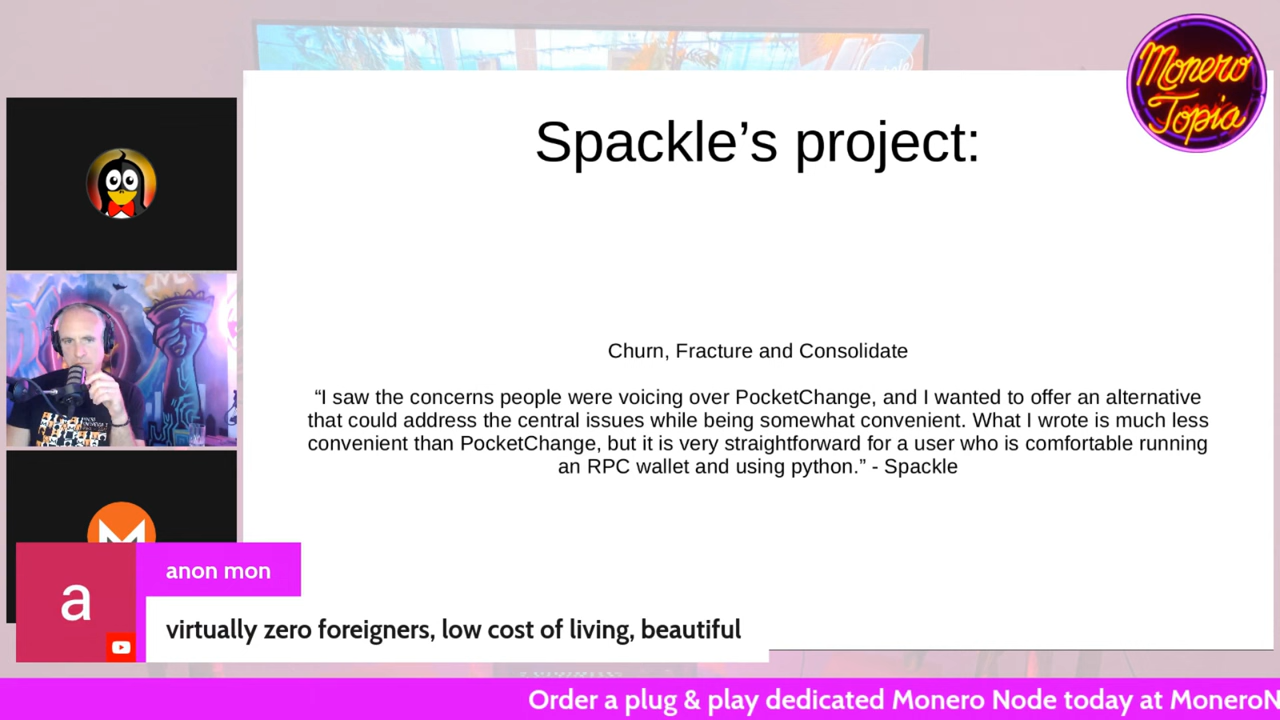 Monero
Topia
Spackle’s project:
Churn, Fracture and Consolidate
“I saw the concerns people were voicing over PocketChange, and I wanted to offer an alternative
that could address the central issues while being somewhat convenient. What I wrote is much less
convenient than PocketChange, but it is very straightforward for a user who is comfortable running
an RPC wallet and using python.” - Spackle
a
anon mon
virtually zero foreigners, low cost of living, beautiful
Order a plug & play dedicated Monero Node today at MoneroN